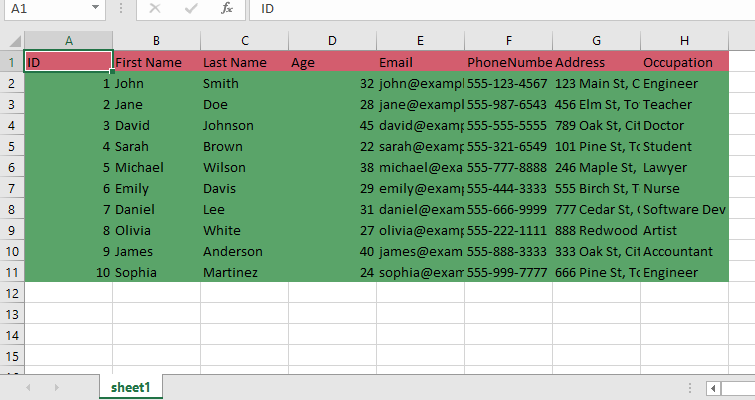 A1 fx ID
A B C D E F G H
1 ID First Name Last Name Age Email PhoneNumbe Address Occupation
2 1 John Smith 32 john@exampl 555-123-4567 123 Main St, C Engineer
3 2 Jane Doe 28 jane@exampl 555-987-6543 456 Elm St, To Teacher
4 3 David Johnson 45 david@examp 555-555-5555 789 Oak St, Cit Doctor
5 4 Sarah Brown 22 sarah@examp 555-321-6549 101 Pine St, To Student
6 5 Michael Wilson 38 michael@exa 555-777-8888 246 Maple St, Lawyer
7 6 Emily Davis 29 emily@examp 555-444-3333 555 Birch St, T Nurse
8 7 Daniel Lee 31 daniel@exam 555-666-9999 777 Cedar St, Software Dev
9 8 Olivia White 27 olivia@examp 555-222-1111 888 Redwood Artist
10 9 James Anderson 40 james@exam 555-888-3333 333 Oak St, Cit Accountant
11 10 Sophia Martinez 24 sophia@exam 555-999-7777 666 Pine St, To Engineer
12
13
14
15
sheet1